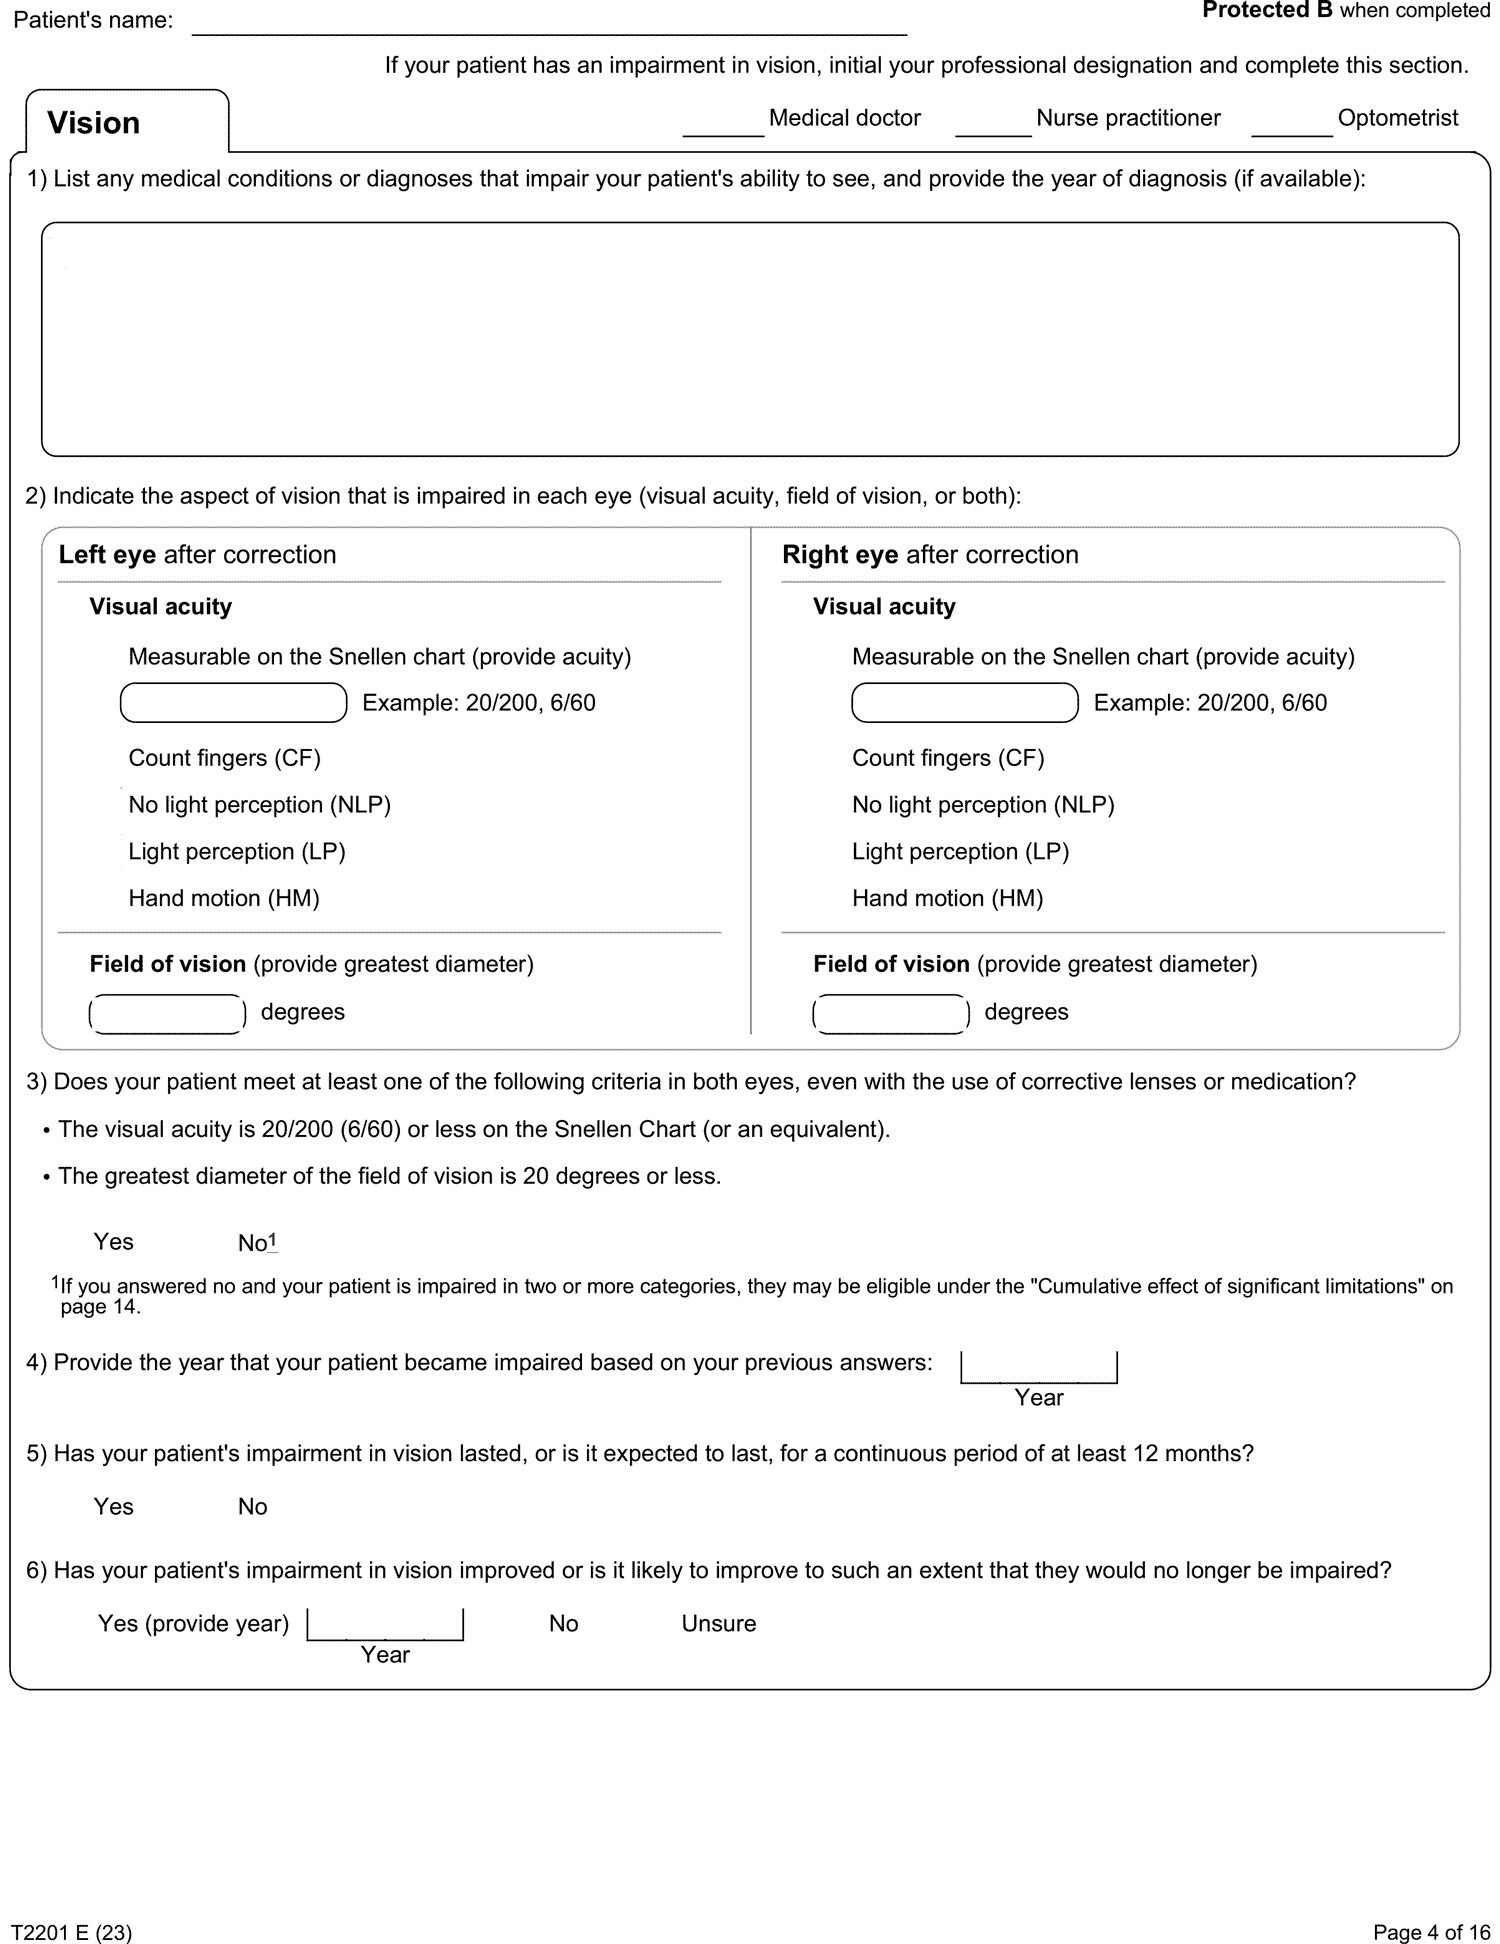 Patient's name:
Protected B when completed
If your patient has an impairment in vision, initial your professional designation and complete this section.
Vision
Medical doctor Nurse practitioner Optometrist
1) List any medical conditions or diagnoses that impair your patient's ability to see, and provide the year of diagnosis (if available):
2) Indicate the aspect of vision that is impaired in each eye (visual acuity, field of vision, or both):
Left eye after correction
Visual acuity
Measurable on the Snellen chart (provide acuity)
Example: 20/200, 6/60
Count fingers (CF)
No light perception (NLP)
Light perception (LP)
Hand motion (HM)
Field of vision (provide greatest diameter)
degrees
Right eye after correction
Visual acuity
Measurable on the Snellen chart (provide acuity)
Example: 20/200, 6/60
Count fingers (CF)
No light perception (NLP)
Light perception (LP)
Hand motion (HM)
Field of vision (provide greatest diameter)
degrees
3) Does your patient meet at least one of the following criteria in both eyes, even with the use of corrective lenses or medication?
• The visual acuity is 20/200 (6/60) or less on the Snellen Chart (or an equivalent).
• The greatest diameter of the field of vision is 20 degrees or less.
Yes No1
1If you answered no and your patient is impaired in two or more categories, they may be eligible under the "Cumulative effect of significant limitations" on
page 14.
4) Provide the year that your patient became impaired based on your previous answers:
Year
5) Has your patient's impairment in vision lasted, or is it expected to last, for a continuous period of at least 12 months?
Yes No
6) Has your patient's impairment in vision improved or is it likely to improve to such an extent that they would no longer be impaired?
Yes (provide year) No Unsure
Year
T2201 E (23)
Page 4 of 16